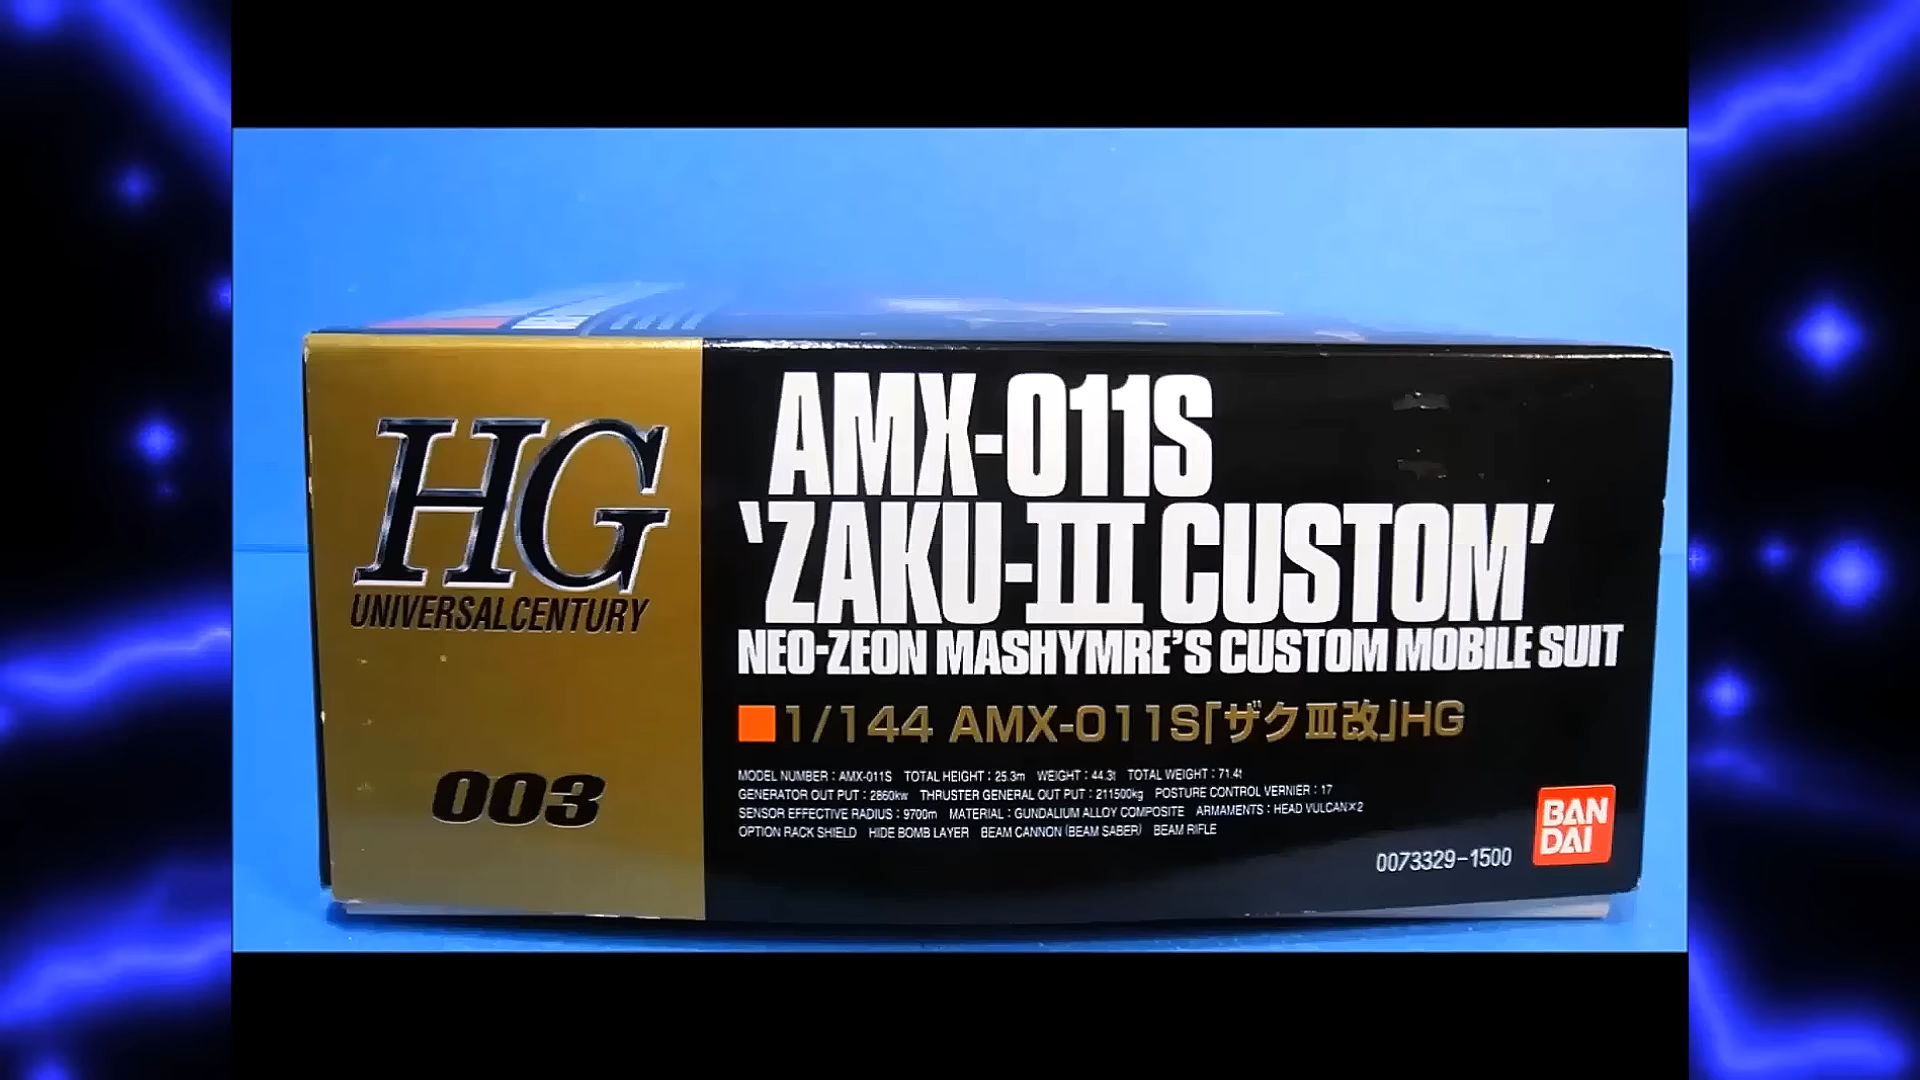 HG
UNIVERSAL CENTURY
003
AMX-011S
'ZAKU-III CUSTOM'
NEO-ZEON MASHYMRE'S CUSTOM MOBILE SUIT
■1/144 AMX-011S「ザクⅢ改」HG
MODEL NUMBER : AMX-011S TOTAL HEIGHT : 25.3m WEIGHT : 44.3t TOTAL WEIGHT : 71.4t
GENERATOR OUT PUT : 2860kw THRUSTER GENERAL OUT PUT : 211500kg POSTURE CONTROL VERNIER : 17
SENSOR EFFECTIVE RADIUS : 9700m MATERIAL : GUNDALIUM ALLOY COMPOSITE ARMAMENTS : HEAD VULCAN×2
OPTION RACK SHIELD HIDE BOMB LAYER BEAM CANNON (BEAM SABER) BEAM RIFLE
0073329-1500
BAN
DAI